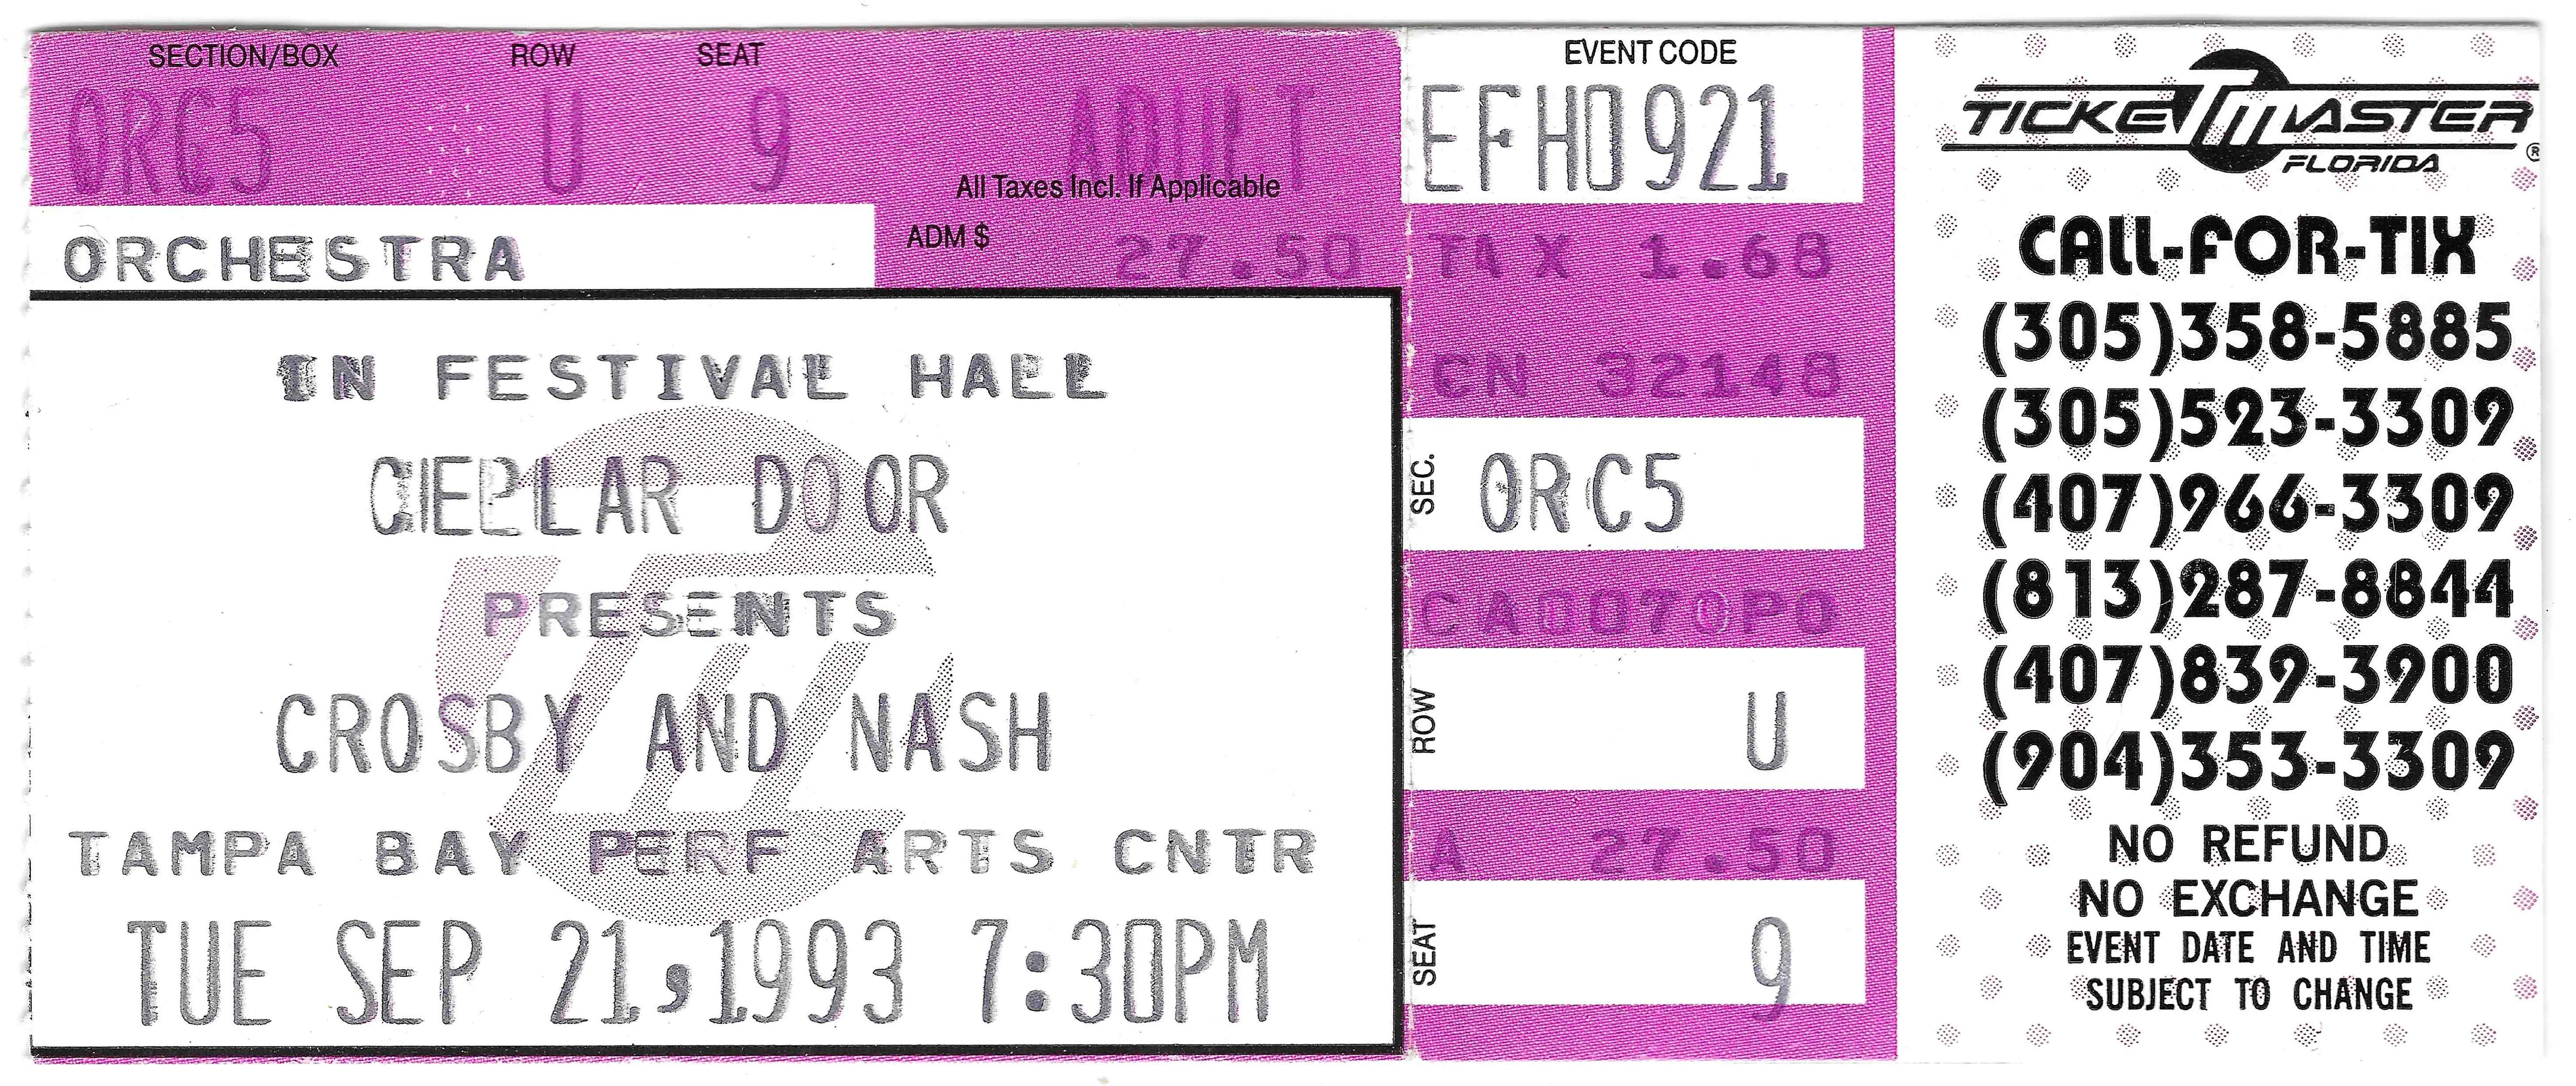 SECTION/BOX ROW SEAT
ORC5 U 9 ADULT
All Taxes Incl. If Applicable
ORCHESTRA
ADM $ 27.50
IN FESTIVAL HALL
CELLAR DOOR
PRESENTS
CROSBY AND NASH
TAMPA BAY PERF ARTS CNTR
TUE SEP 21,1993 7:30PM
EVENT CODE
EFH0921
TAX 1.68
CN 32148
SEC. ORC5
CA0070P0
ROW U
A 27.50
SEAT 9
TICKETMASTER®
FLORIDA
CALL-FOR-TIX
(305)358-5885
(305)523-3309
(407)966-3309
(813)287-8844
(407)839-3900
(904)353-3309
NO REFUND
NO EXCHANGE
EVENT DATE AND TIME
SUBJECT TO CHANGE